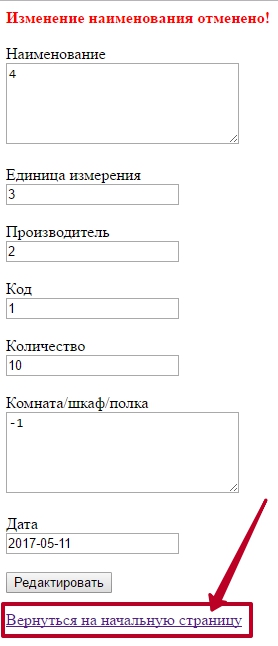 Изменение наименования отменено!
Наименование
4
Единица измерения
3
Производитель
2
Код
1
Количество
10
Комната/шкаф/полка
-1
Дата
2017-05-11
Редактировать
Вернуться на начальную страницу